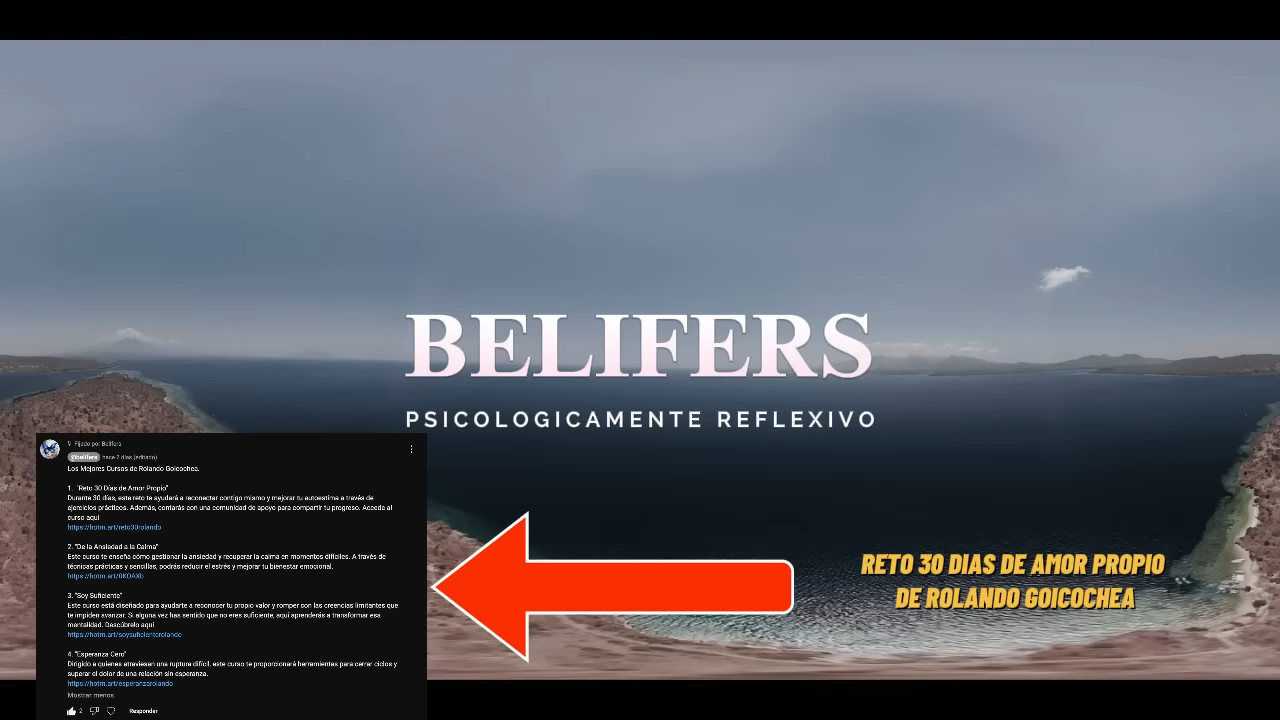 BELIFERS
PSICOLOGICAMENTE REFLEXIVO
Fijado por Belifers
@belifers hace 2 días (editado)
Los Mejores Cursos de Rolando Goicochea.
1. "Reto 30 Días de Amor Propio"
Durante 30 días, este reto te ayudará a reconectar contigo mismo y mejorar tu autoestima a través de
ejercicios prácticos. Además, contarás con una comunidad de apoyo para compartir tu progreso. Accede al
curso aquí
https://hotm.art/reto30rolando
2. "De la Ansiedad a la Calma"
Este curso te enseña cómo gestionar la ansiedad y recuperar la calma en momentos difíciles. A través de
técnicas prácticas y sencillas, podrás reducir el estrés y mejorar tu bienestar emocional.
https://hotm.art/0KOAXb
3. "Soy Suficiente"
Este curso está diseñado para ayudarte a reconocer tu propio valor y romper con las creencias limitantes que
te impiden avanzar. Si alguna vez has sentido que no eres suficiente, aquí aprenderás a transformar esa
mentalidad. Descúbrelo aquí
https://hotm.art/soysuficienterolando
4. "Esperanza Cero"
Dirigido a quienes atraviesan una ruptura difícil, este curso te proporcionará herramientas para cerrar ciclos y
superar el dolor de una relación sin esperanza.
https://hotm.art/esperanzarolando
Mostrar menos
2
Responder
RETO 30 DIAS DE AMOR PROPIO
DE ROLANDO GOICOCHEA